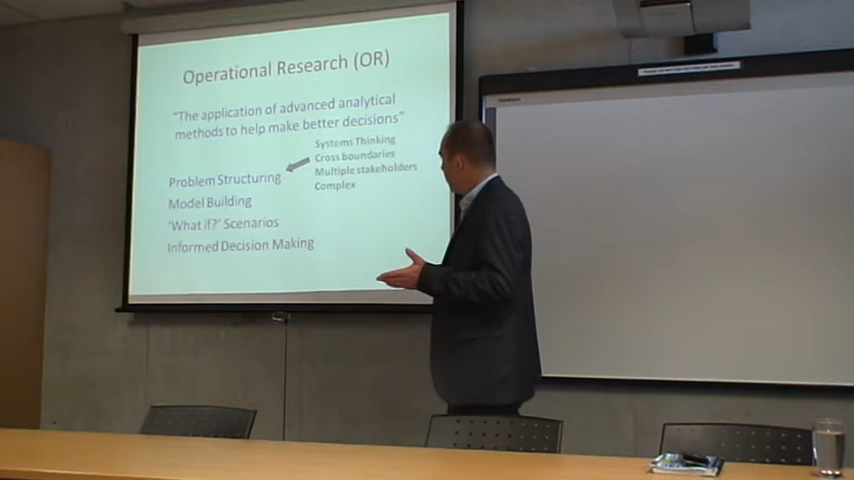 Operational Research (OR)
"The application of advanced analytical
methods to help make better decisions"
Systems Thinking
Cross boundaries
Multiple stakeholders
Complex
Problem Structuring
Model Building
'What if?' Scenarios
Informed Decision Making